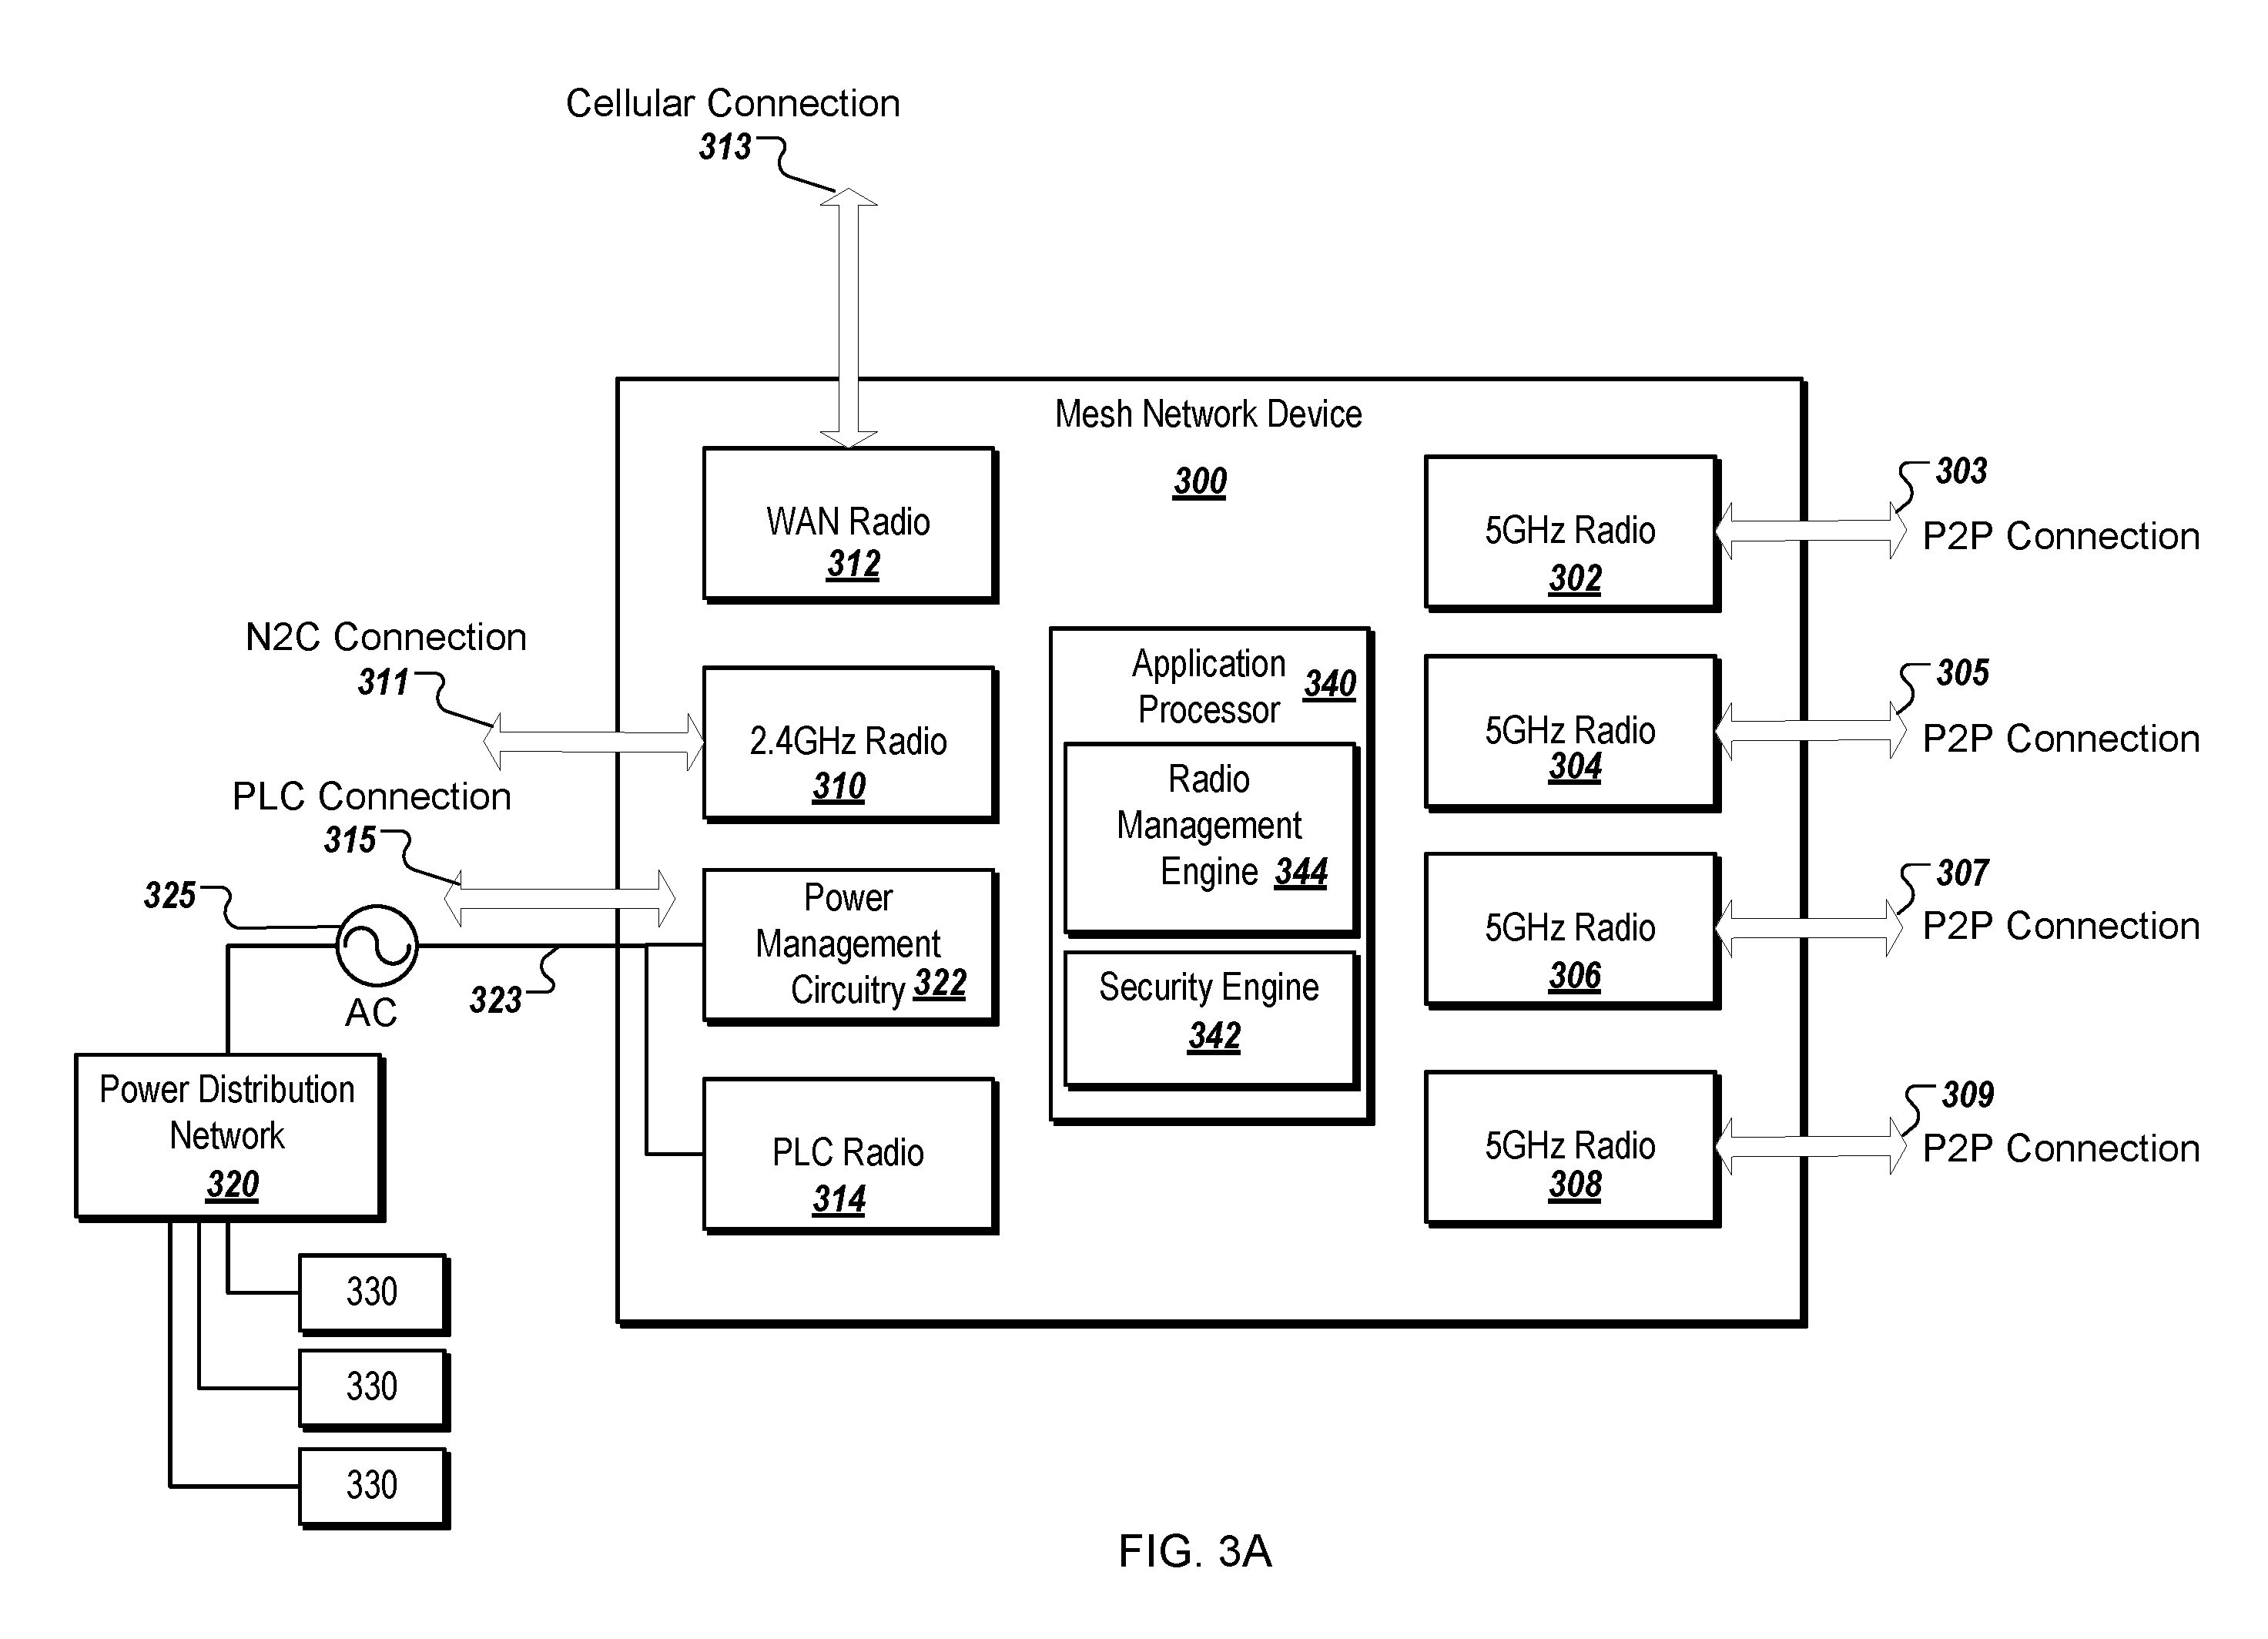 Cellular Connection
313
Mesh Network Device
300
WAN Radio
312
5GHz Radio
302
303
P2P Connection
N2C Connection
311
2.4GHz Radio
310
Application
Processor
340
Radio
Management
Engine 344
Security Engine
342
5GHz Radio
304
305
P2P Connection
PLC Connection
315
325
AC
323
Power
Management
Circuitry 322
5GHz Radio
306
307
P2P Connection
Power Distribution
Network
320
PLC Radio
314
5GHz Radio
308
309
P2P Connection
330
330
330
FIG. 3A